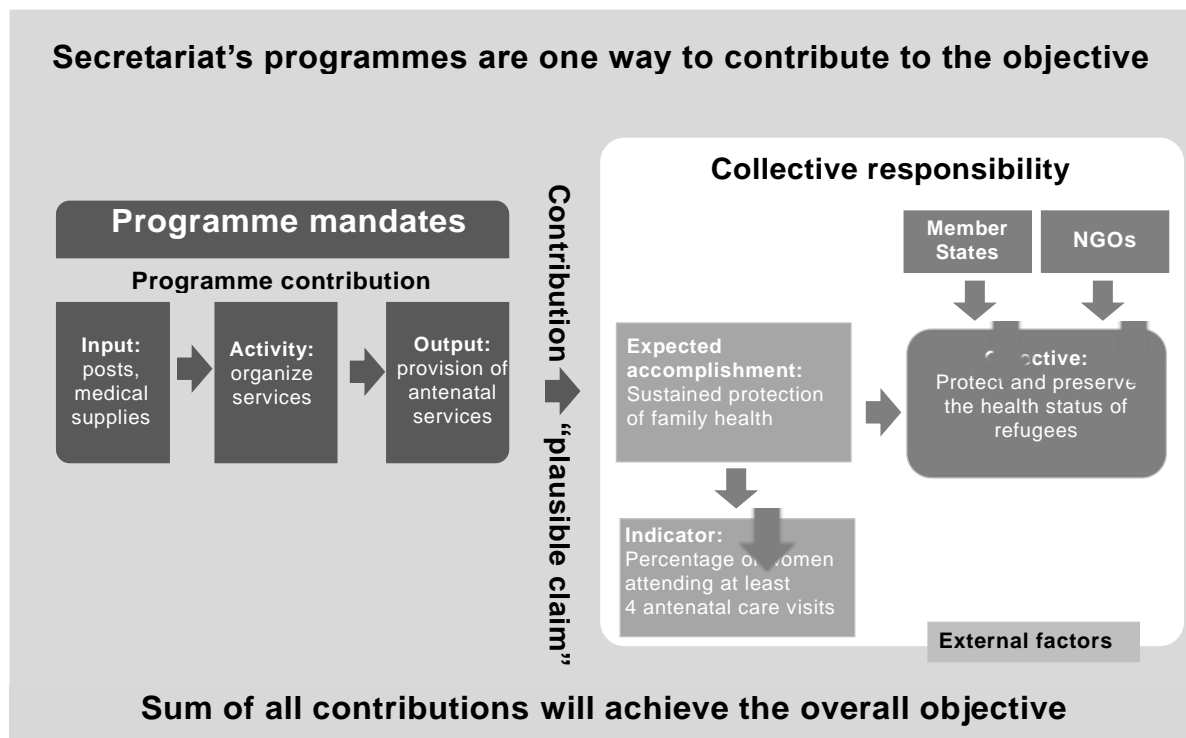 Secretariat's programmes are one way to contribute to the objective
Programme mandates
Programme contribution
Input:
posts,
medical
supplies
Activity:
organize
services
Output:
provision of
antenatal
services
Contribution “plausible claim”
Collective responsibility
Member
States
NGOs
Expected
accomplishment:
Sustained protection
of family health
Protect and preserve
the health status of
refugees
Indicator:
Percentage of women
attending at least
4 antenatal care visits
External factors
Sum of all contributions will achieve the overall objective